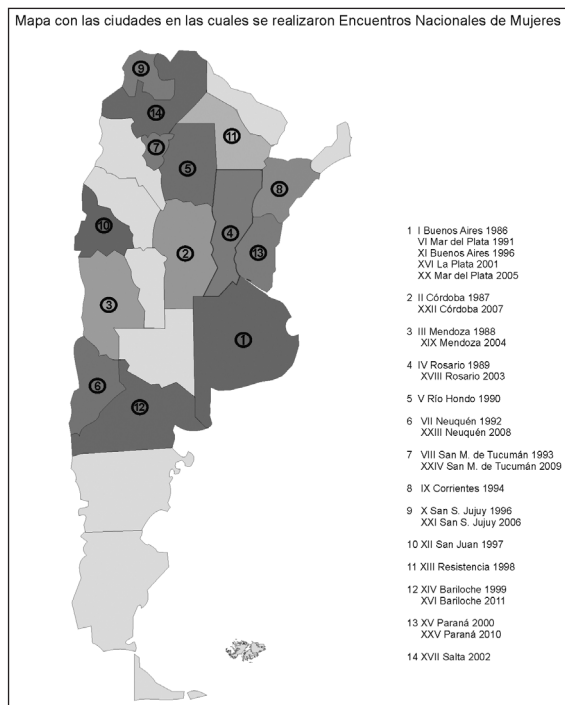 Mapa con las ciudades en las cuales se realizaron Encuentros Nacionales de Mujeres
9
14
11
7
5
8
10
4
13
2
3
1
6
12
1 I Buenos Aires 1986
VI Mar del Plata 1991
XI Buenos Aires 1996
XVI La Plata 2001
XX Mar del Plata 2005
2 II Córdoba 1987
XXII Córdoba 2007
3 III Mendoza 1988
XIX Mendoza 2004
4 IV Rosario 1989
XVIII Rosario 2003
5 V Río Hondo 1990
6 VII Neuquén 1992
XXIII Neuquén 2008
7 VIII San M. de Tucumán 1993
XXIV San M. de Tucumán 2009
8 IX Corrientes 1994
9 X San S. Jujuy 1996
XXI San S. Jujuy 2006
10 XII San Juan 1997
11 XIII Resistencia 1998
12 XIV Bariloche 1999
XVI Bariloche 2011
13 XV Paraná 2000
XXV Paraná 2010
14 XVII Salta 2002